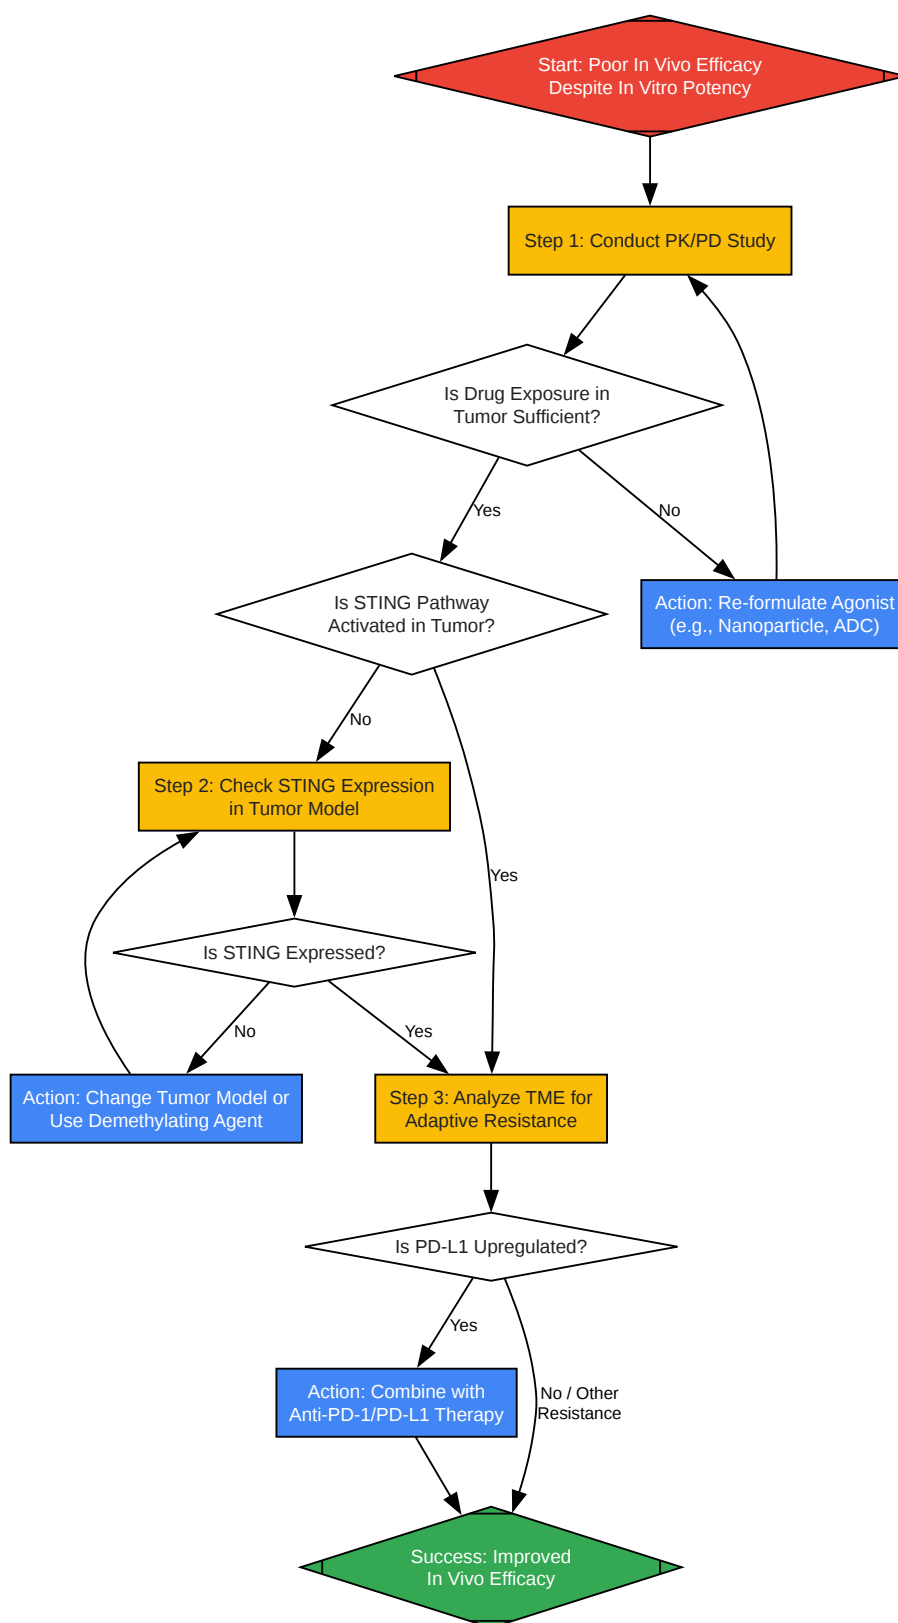 Start: Poor In Vivo Efficacy
Despite In Vitro Potency
Step 1: Conduct PK/PD Study
Is Drug Exposure in
Tumor Sufficient?
Yes
No
Is STING Pathway
Activated in Tumor?
Action: Re-formulate Agonist
(e.g., Nanoparticle, ADC)
No
Step 2: Check STING Expression
in Tumor Model
Yes
Is STING Expressed?
No
Yes
Action: Change Tumor Model or
Use Demethylating Agent
Step 3: Analyze TME for
Adaptive Resistance
Is PD-L1 Upregulated?
Yes
Action: Combine with
Anti-PD-1/PD-L1 Therapy
No / Other
Resistance
Success: Improved
In Vivo Efficacy